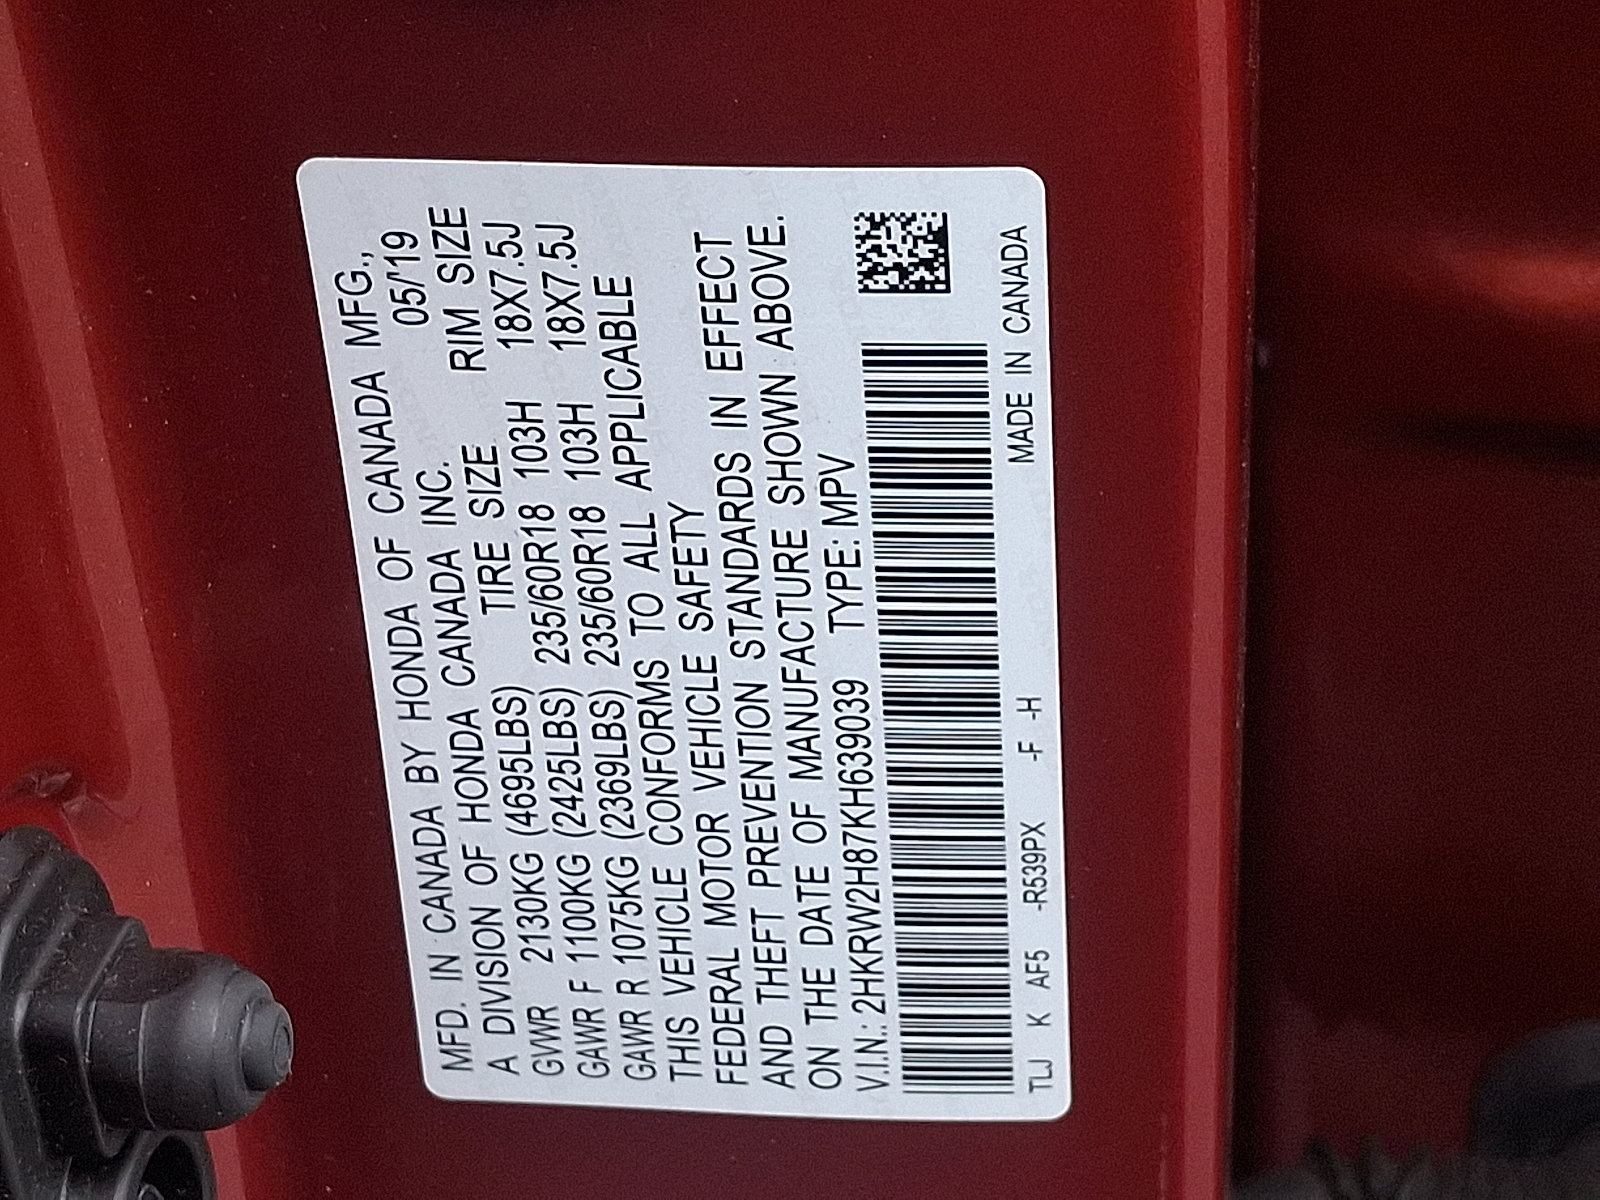 MFD. IN CANADA BY HONDA OF CANADA MFG.,
A DIVISION OF HONDA CANADA INC. 05/'19
TIRE SIZE RIM SIZE
GVWR 2130KG (4695LBS)
GAWR F 1100KG (2425LBS) 235/60R18 103H 18X7.5J
GAWR R 1075KG (2369LBS) 235/60R18 103H 18X7.5J
THIS VEHICLE CONFORMS TO ALL APPLICABLE
FEDERAL MOTOR VEHICLE SAFETY
AND THEFT PREVENTION STANDARDS IN EFFECT
ON THE DATE OF MANUFACTURE SHOWN ABOVE.
V.I.N.: 2HKRW2H87KH639039 TYPE: MPV
TLJ K AF5 -R539PX -F -H MADE IN CANADA